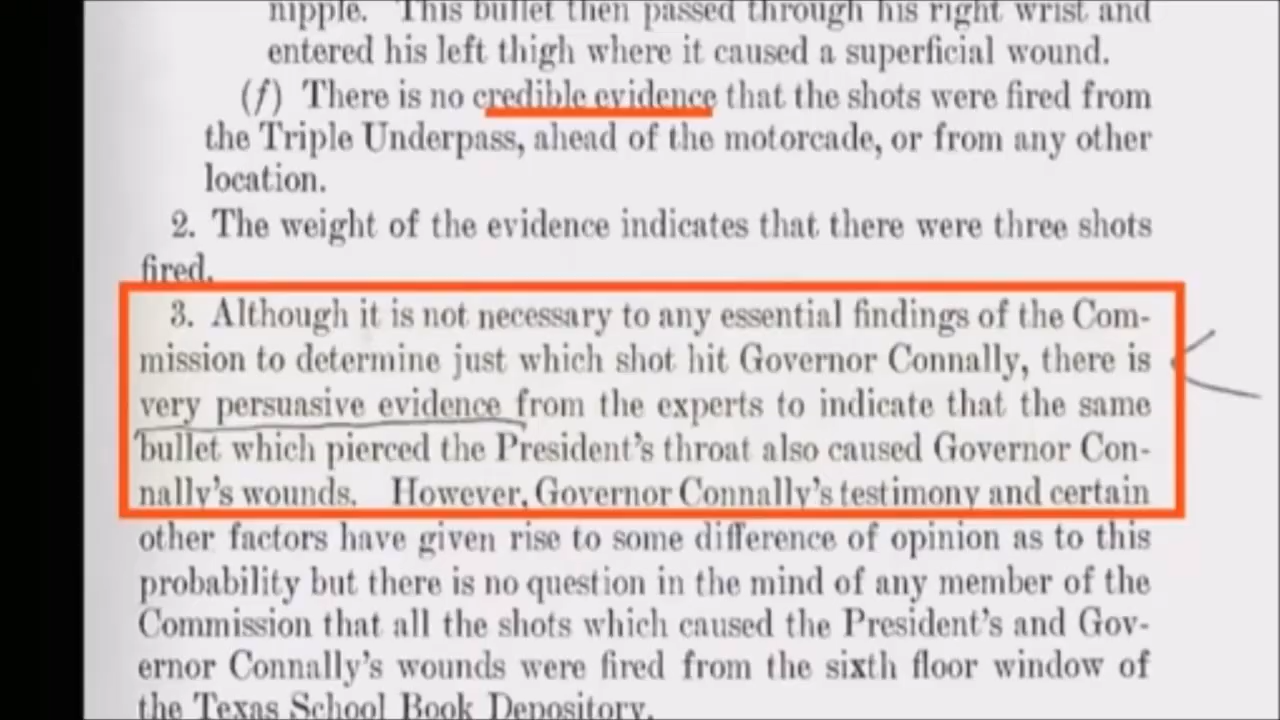 nipple. This bullet then passed through his right wrist and
entered his left thigh where it caused a superficial wound.
(f) There is no credible evidence that the shots were fired from
the Triple Underpass, ahead of the motorcade, or from any other
location.
2. The weight of the evidence indicates that there were three shots
fired.
3. Although it is not necessary to any essential findings of the Com-
mission to determine just which shot hit Governor Connally, there is
very persuasive evidence from the experts to indicate that the same
bullet which pierced the President's throat also caused Governor Con-
nally's wounds. However, Governor Connally's testimony and certain
other factors have given rise to some difference of opinion as to this
probability but there is no question in the mind of any member of the
Commission that all the shots which caused the President's and Gov-
ernor Connally's wounds were fired from the sixth floor window of
the Texas School Book Depository.